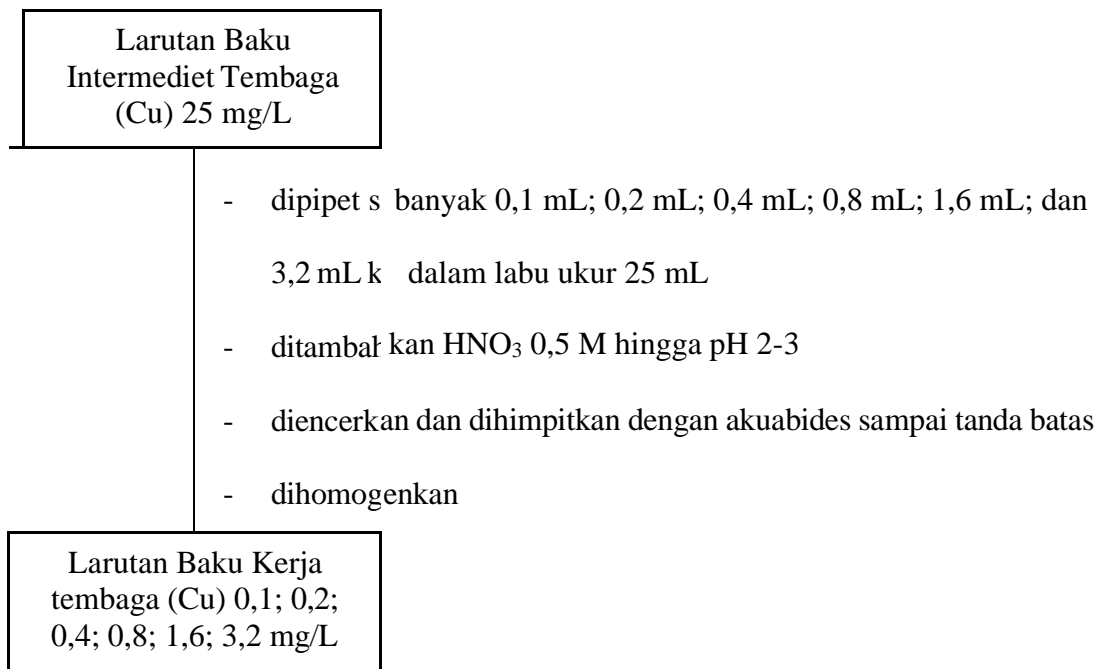 Larutan Baku
Intermediet Tembaga
(Cu) 25 mg/L
- dipipet s banyak 0,1 mL; 0,2 mL; 0,4 mL; 0,8 mL; 1,6 mL; dan
3,2 mL k dalam labu ukur 25 mL
- ditambahkan HNO₃ 0,5 M hingga pH 2-3
- diencerkan dan dihimpitkan dengan akuabides sampai tanda batas
- dihomogenkan
Larutan Baku Kerja
tembaga (Cu) 0,1; 0,2;
0,4; 0,8; 1,6; 3,2 mg/L